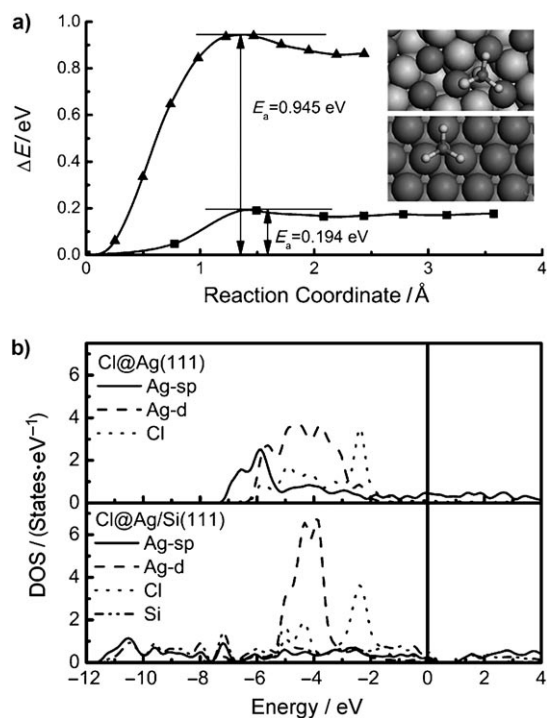 a)
1.0
0.8
0.6
0.4
0.2
0.0
ΔE/eV
Ea=0.945 eV
Ea=0.194 eV
0 1 2 3 4
Reaction Coordinate / Å
b)
Cl@Ag(111)
Ag-sp
Ag-d
Cl
6
4
2
0
Cl@Ag/Si(111)
Ag-sp
Ag-d
Cl
Si
6
4
2
0
DOS / (States·eV⁻¹)
−12 −10 −8 −6 −4 −2 0 2 4
Energy / eV